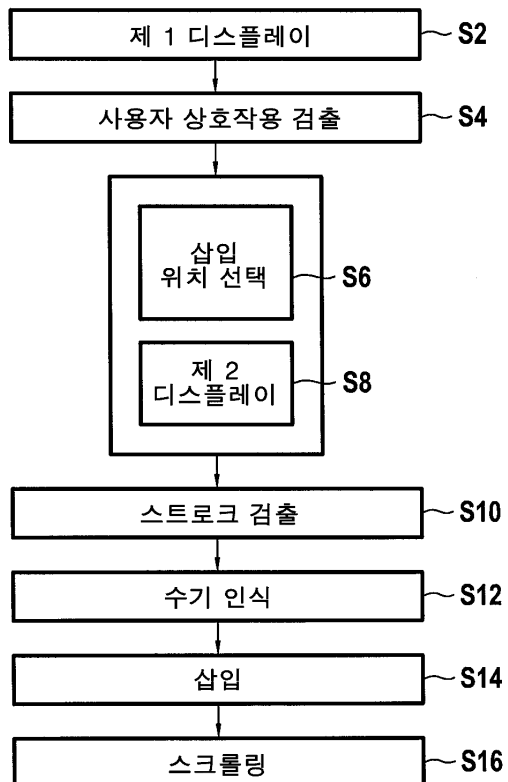 제 1 디스플레이 S2
사용자 상호작용 검출 S4
삽입
위치 선택 S6
제 2
디스플레이 S8
스트로크 검출 S10
수기 인식 S12
삽입 S14
스크롤링 S16